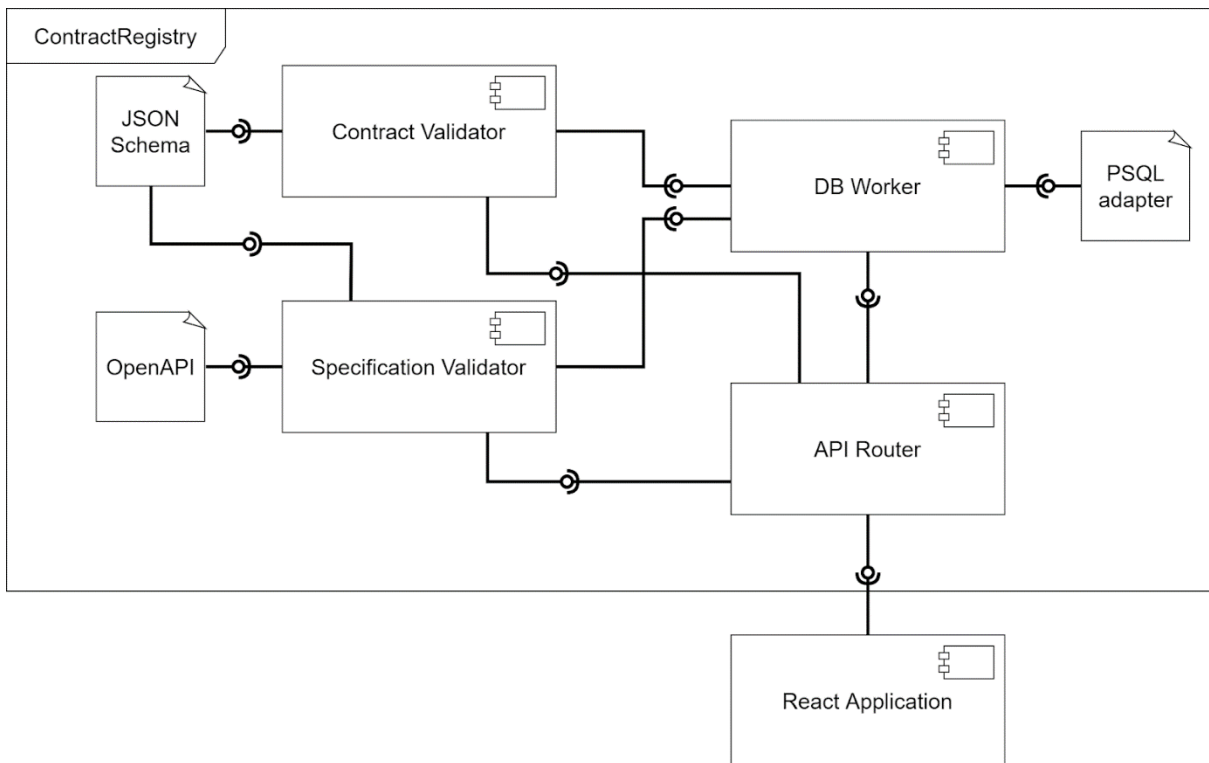 ContractRegistry
JSON
Schema
Contract Validator
DB Worker
PSQL
adapter
OpenAPI
Specification Validator
API Router
React Application